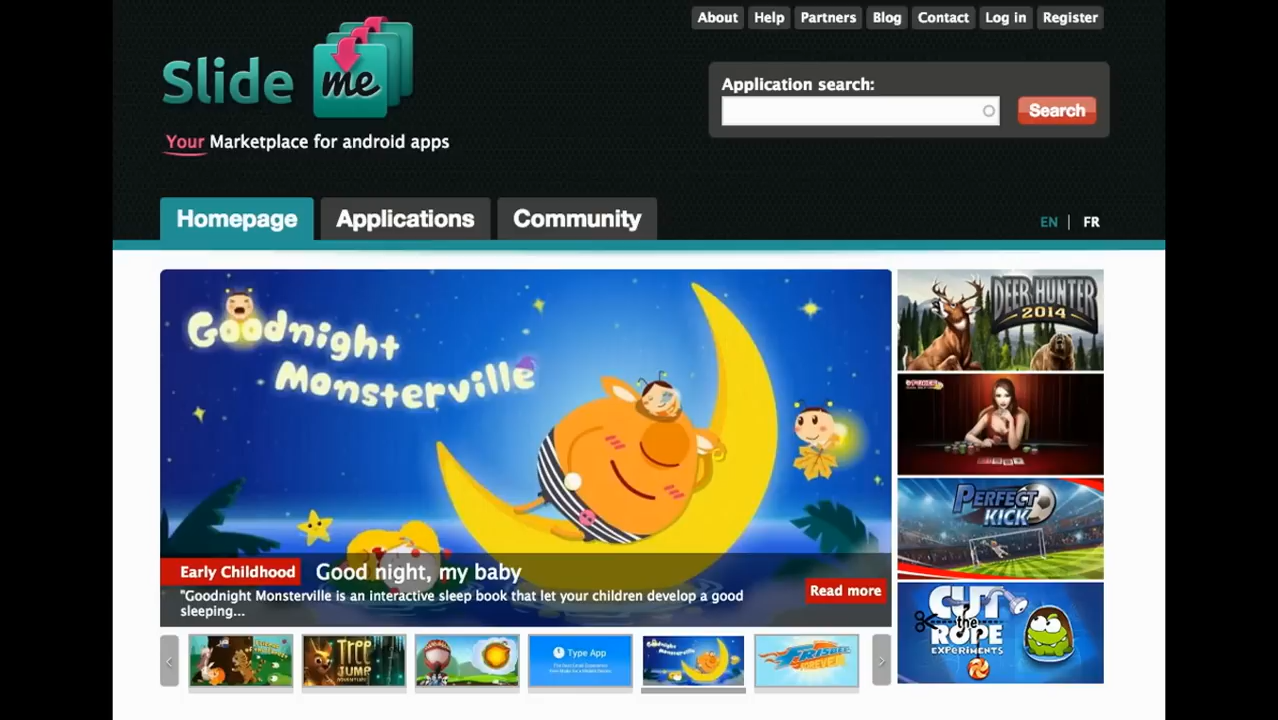 About
Help
Partners
Blog
Contact
Log in
Register
Slide me
Your Marketplace for android apps
Application search:
Search
Homepage
Applications
Community
EN | FR
Goodnight
Monsterville
DEER HUNTER
2014
PERFECT
KICK
CUT
the
ROPE
EXPERIMENTS
Early Childhood
Good night, my baby
"Goodnight Monsterville is an interactive sleep book that let your children develop a good
sleeping...
Read more
TREE
JUMP
Type App
Goodnight
Monsterville
FRISBEE
FOREVER